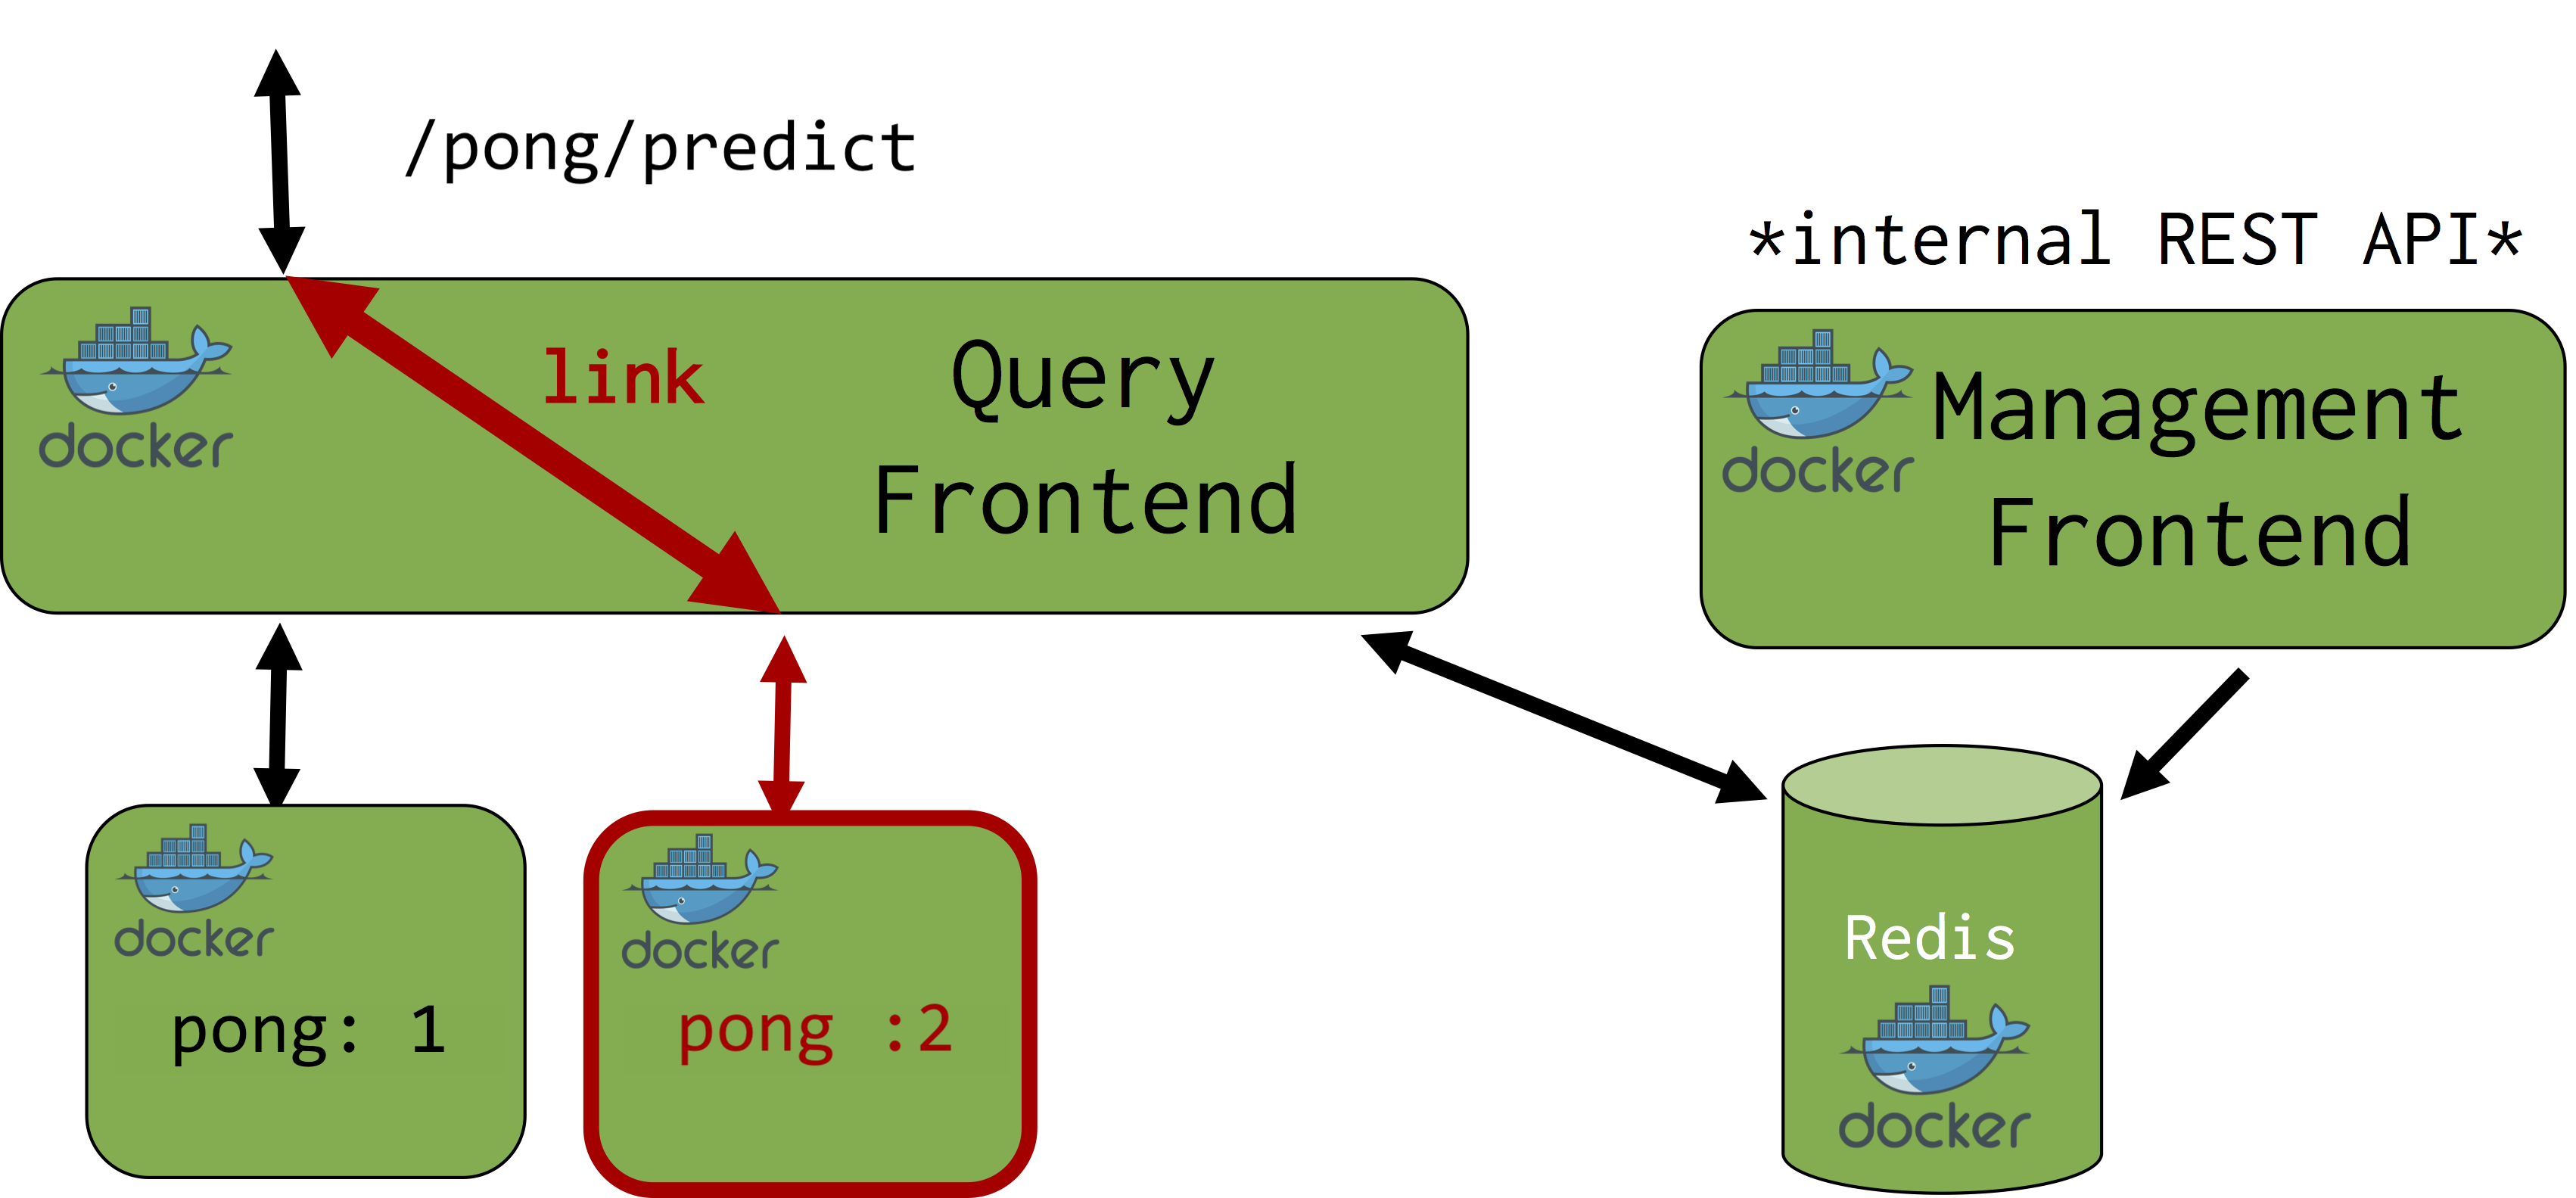 /pong/predict
*internal REST API*
docker
link
Query
Frontend
docker
Management
Frontend
docker
pong: 1
docker
pong :2
Redis
docker